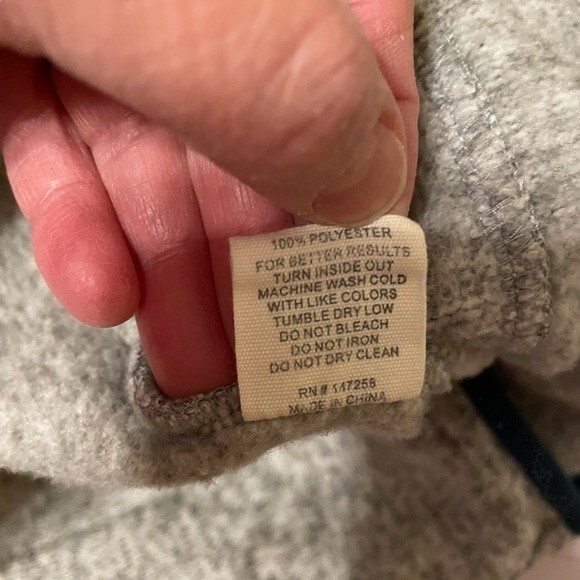 100% POLYESTER
FOR BETTER RESULTS
TURN INSIDE OUT
MACHINE WASH COLD
WITH LIKE COLORS
TUMBLE DRY LOW
DO NOT BLEACH
DO NOT IRON
DO NOT DRY CLEAN
RN# 147258
MADE IN CHINA